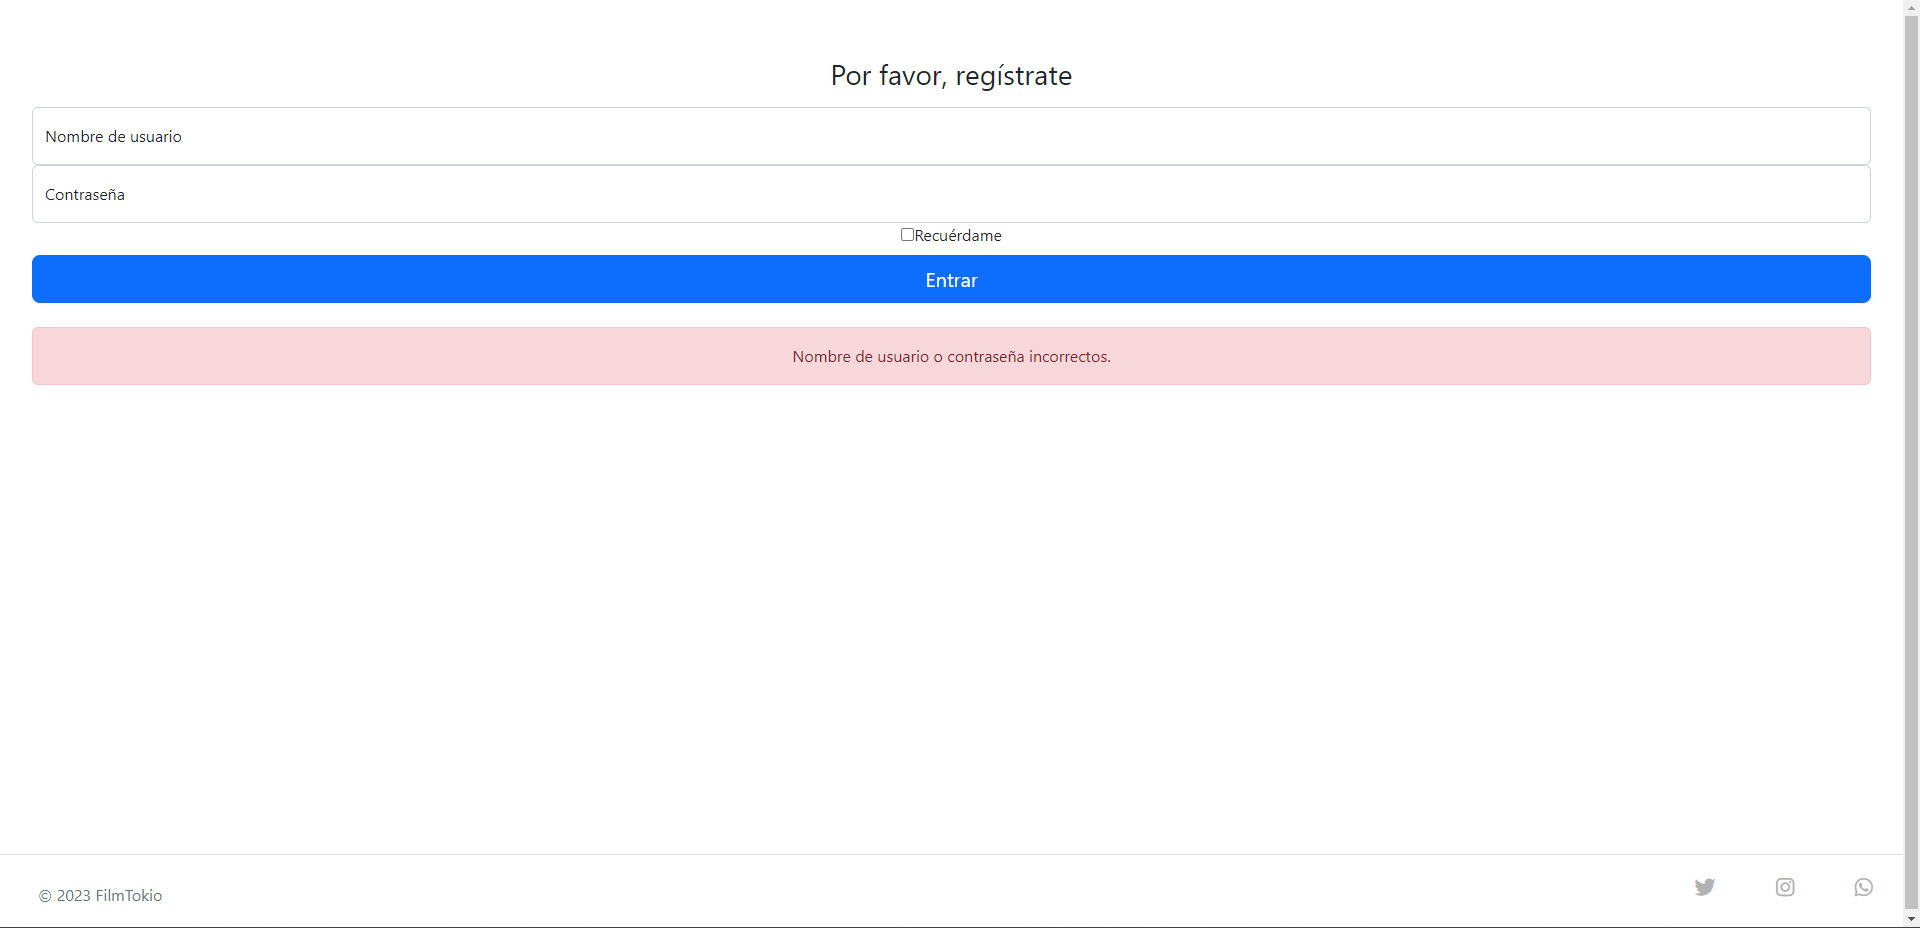 Por favor, regístrate
Nombre de usuario
Contraseña
Recuérdame
Entrar
Nombre de usuario o contraseña incorrectos.
© 2023 FilmTokio